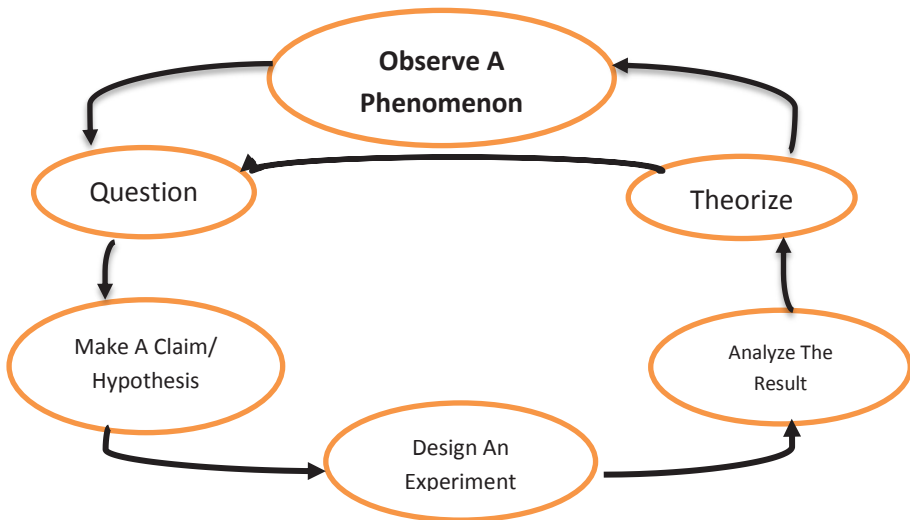 Observe A
Phenomenon
Question
Theorize
Make A Claim/
Hypothesis
Analyze The
Result
Design An
Experiment